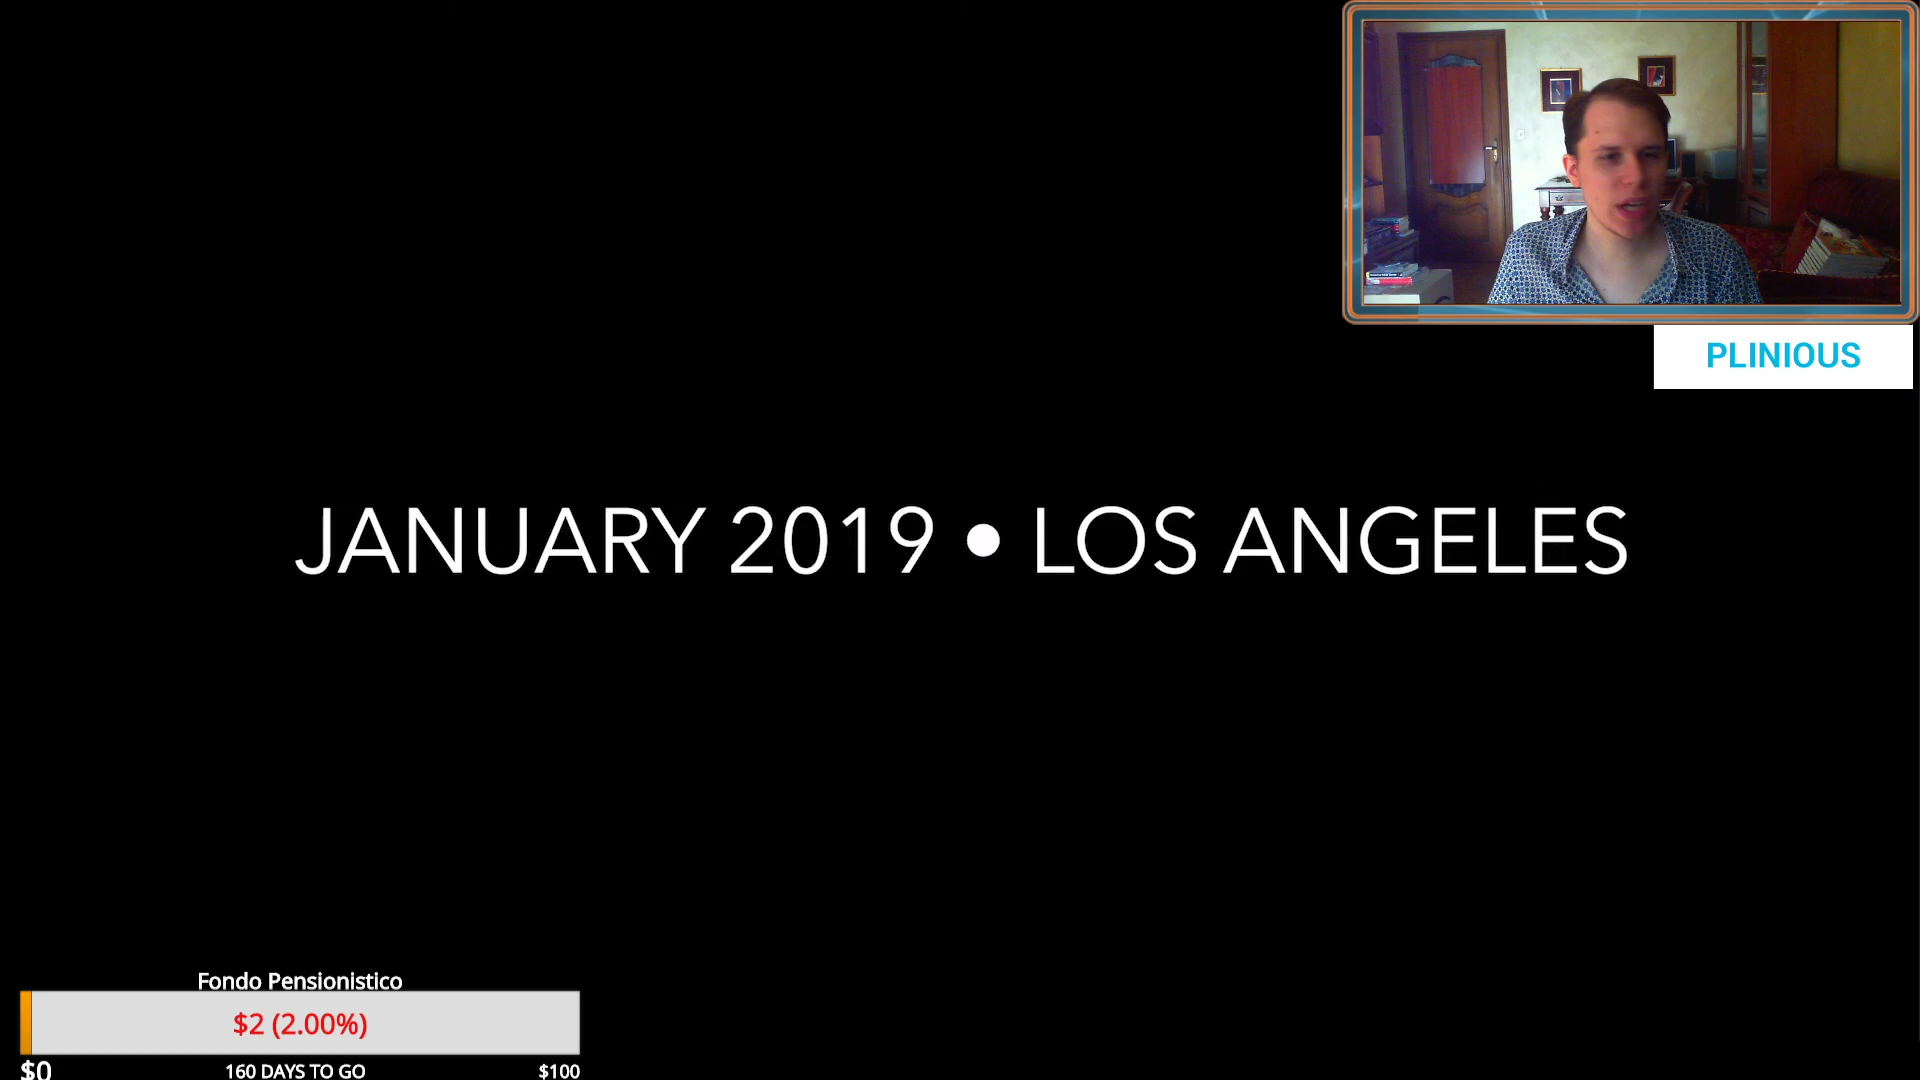 PLINIOUS
JANUARY 2019 • LOS ANGELES
Fondo Pensionistico
$2 (2.00%)
$0 160 DAYS TO GO $100